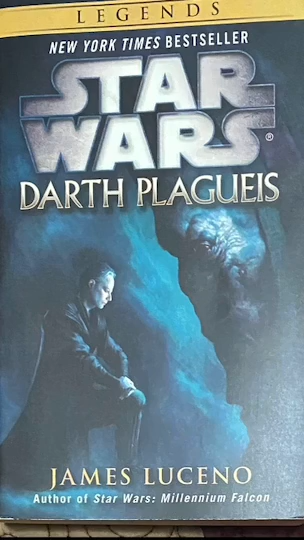 LEGENDS
NEW YORK TIMES BESTSELLER
STAR
WARS®
DARTH PLAGUEIS
JAMES LUCENO
Author of Star Wars: Millennium Falcon